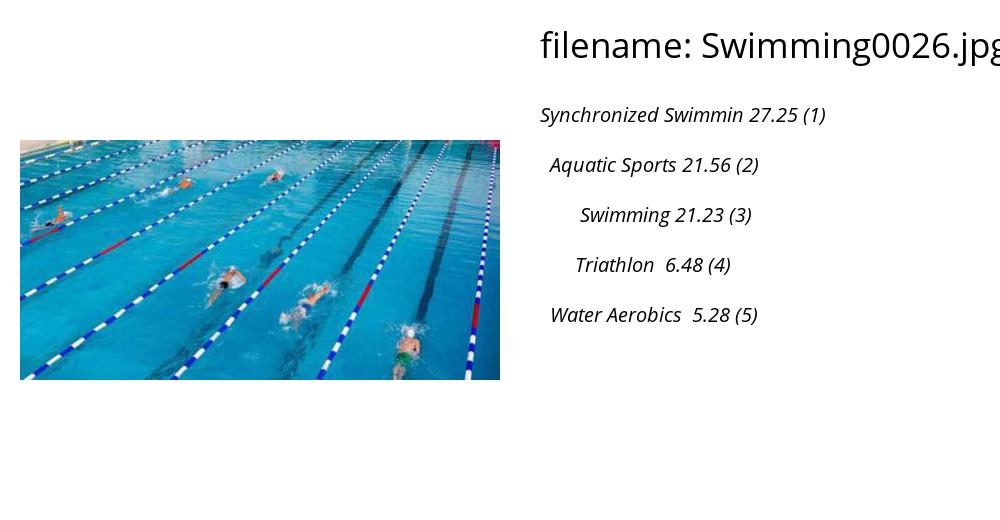 filename: Swimming0026.jpg
Synchronized Swimmin 27.25 (1)
Aquatic Sports 21.56 (2)
Swimming 21.23 (3)
Triathlon 6.48 (4)
Water Aerobics 5.28 (5)